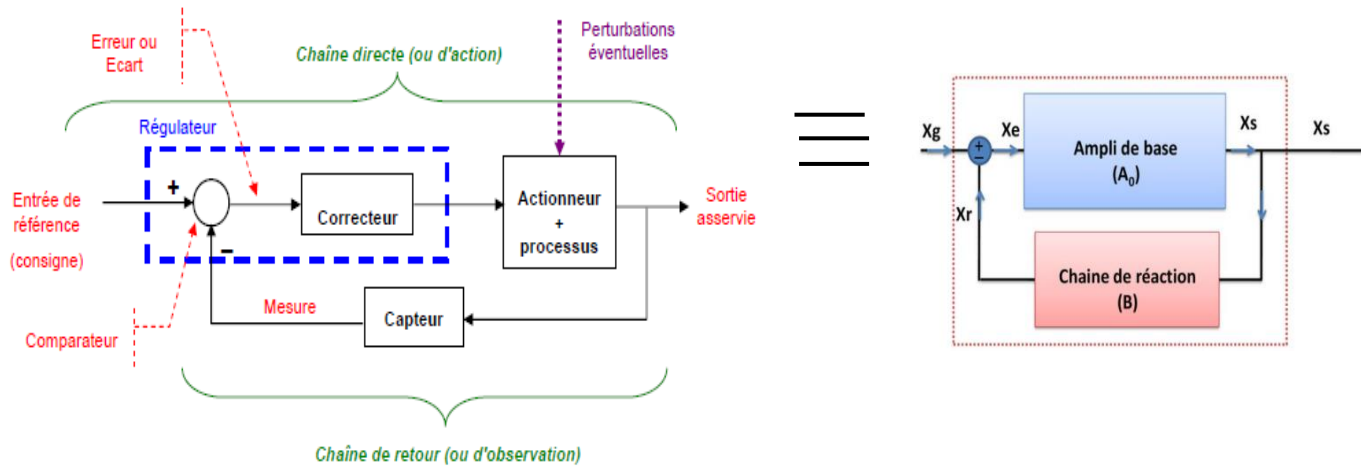 Erreur ou
Ecart
Chaîne directe (ou d'action)
Perturbations
éventuelles
Régulateur
Entrée de
référence
(consigne)
+
−
Correcteur
Actionneur
+
processus
Sortie
asservie
Mesure
Capteur
Comparateur
Chaîne de retour (ou d'observation)
Xg
+
−
Xe
Ampli de base
(A₀)
Xs
Xs
Xr
Chaine de réaction
(B)